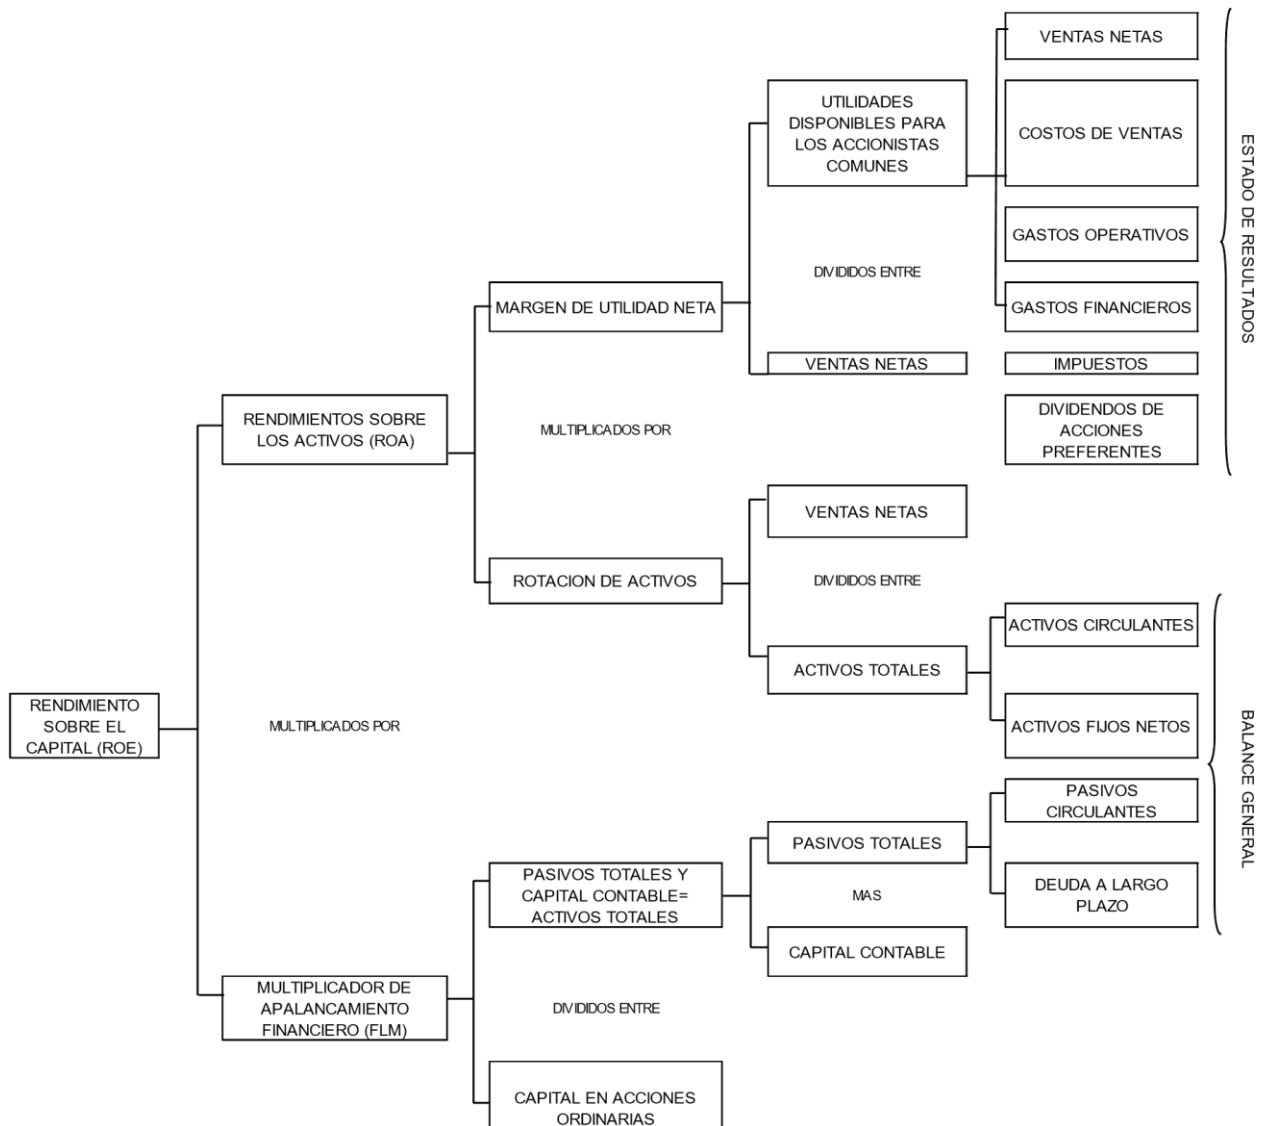 VENTAS NETAS
UTILIDADES
DISPONIBLES PARA
LOS ACCIONISTAS
COMUNES
COSTOS DE VENTAS
GASTOS OPERATIVOS
DIVIDIDOS ENTRE
MARGEN DE UTILIDAD NETA
GASTOS FINANCIEROS
VENTAS NETAS
IMPUESTOS
ESTADO DE RESULTADOS
RENDIMIENTOS SOBRE
LOS ACTIVOS (ROA)
MULTIPLICADOS POR
DIVIDENDOS DE
ACCIONES
PREFERENTES
VENTAS NETAS
ROTACION DE ACTIVOS
DIVIDIDOS ENTRE
ACTIVOS CIRCULANTES
ACTIVOS TOTALES
RENDIMIENTO
SOBRE EL
CAPITAL (ROE)
MULTIPLICADOS POR
ACTIVOS FIJOS NETOS
BALANCE GENERAL
PASIVOS
CIRCULANTES
PASIVOS TOTALES
PASIVOS TOTALES Y
CAPITAL CONTABLE=
ACTIVOS TOTALES
MAS
DEUDA A LARGO
PLAZO
CAPITAL CONTABLE
MULTIPLICADOR DE
APALANCAMIENTO
FINANCIERO (FLM)
DIVIDIDOS ENTRE
CAPITAL EN ACCIONES
ORDINARIAS